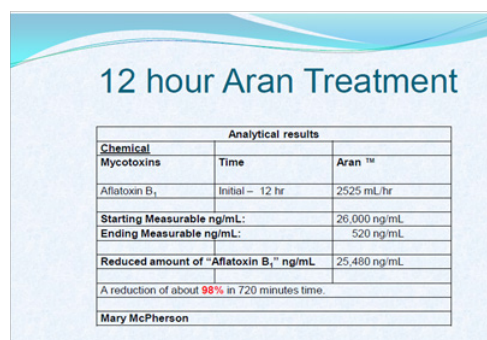 12 hour Aran Treatment
Analytical results
Chemical
Mycotoxins Time Aran ™
Aflatoxin B₁ Initial – 12 hr 2525 mL/hr
Starting Measurable ng/mL: 26,000 ng/mL
Ending Measurable ng/mL: 520 ng/mL
Reduced amount of “Aflatoxin B₁” ng/mL 25,480 ng/mL
A reduction of about 98% in 720 minutes time.
Mary McPherson